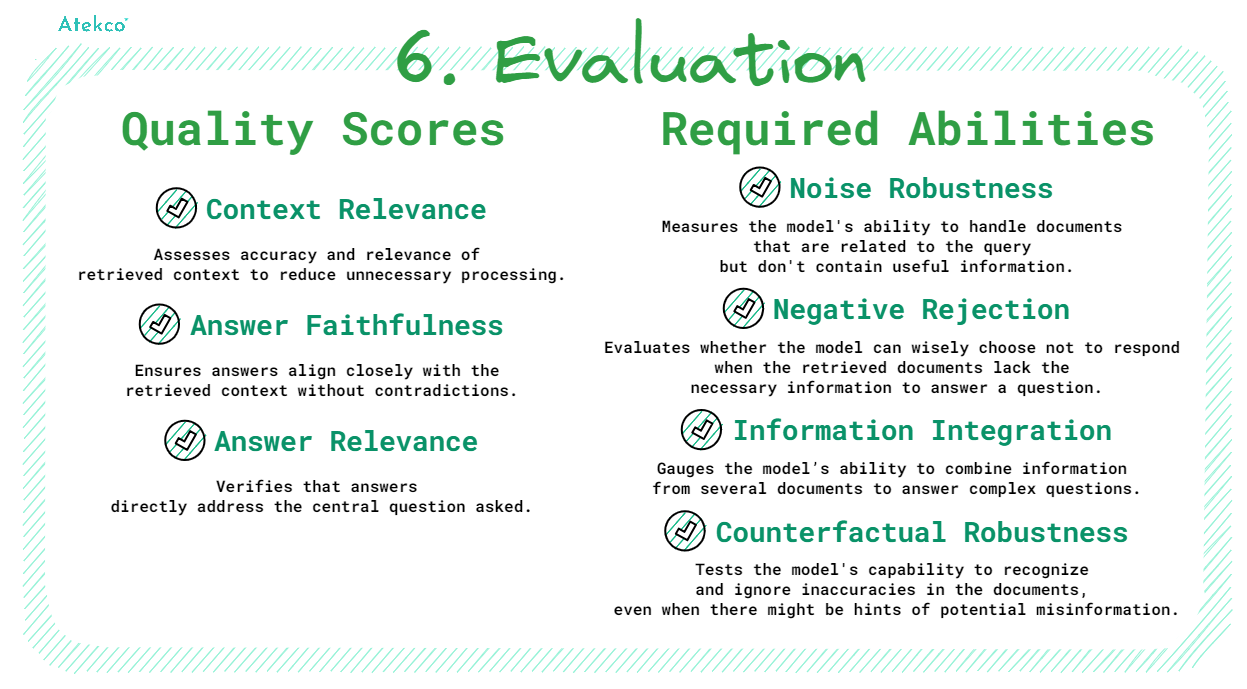 Atekco
6. Evaluation
Quality Scores
Context Relevance
Assesses accuracy and relevance of
retrieved context to reduce unnecessary processing.
Answer Faithfulness
Ensures answers align closely with the
retrieved context without contradictions.
Answer Relevance
Verifies that answers
directly address the central question asked.
Required Abilities
Noise Robustness
Measures the model's ability to handle documents
that are related to the query
but don't contain useful information.
Negative Rejection
Evaluates whether the model can wisely choose not to respond
when the retrieved documents lack the
necessary information to answer a question.
Information Integration
Gauges the model’s ability to combine information
from several documents to answer complex questions.
Counterfactual Robustness
Tests the model's capability to recognize
and ignore inaccuracies in the documents,
even when there might be hints of potential misinformation.